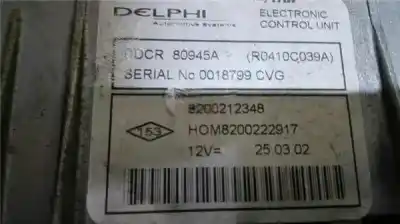 DELPHI
Automotive Systems
ELECTRONIC
CONTROL UNIT
DDCR 80945A (R0410C039A)
SERIAL No 0018799 CVG
8200212348
153
HOM8200222917
12V= 25.03.02